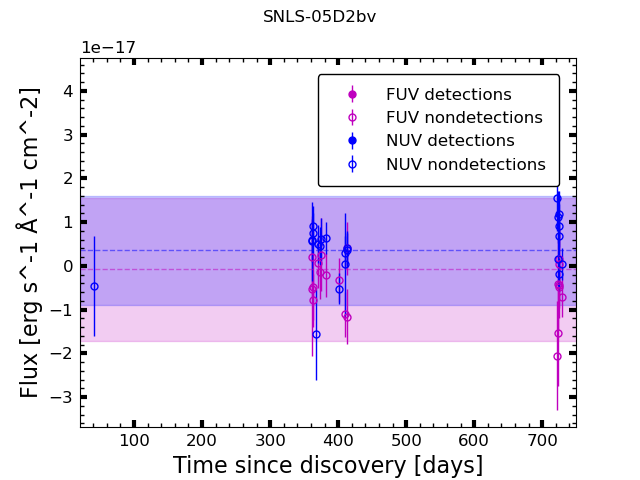 SNLS-05D2bv
1e−17
FUV detections
FUV nondetections
NUV detections
NUV nondetections
4
3
2
1
0
−1
−2
−3
Flux [erg s^-1 Å^-1 cm^-2]
100 200 300 400 500 600 700
Time since discovery [days]